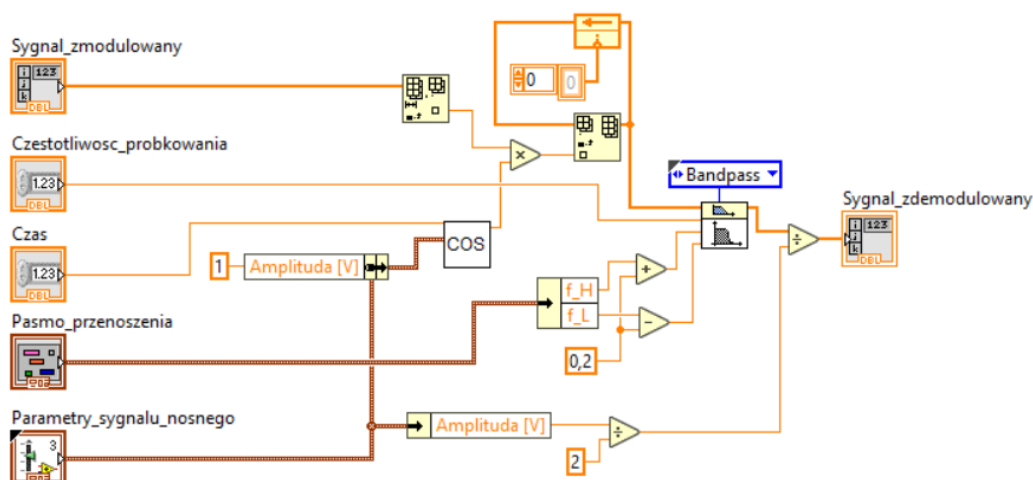 Sygnal_zmodulowany
i
j
k
123
DBL
0
0
Czestotliwosc_probkowania
1.23
DBL
Bandpass
Sygnal_zdemodulowany
i
j
k
123
DBL
Czas
1.23
DBL
COS
1
Amplituda [V]
f_H
f_L
Pasmo_przenoszenia
0,2
Parametry_sygnalu_nosnego
3
Amplituda [V]
2